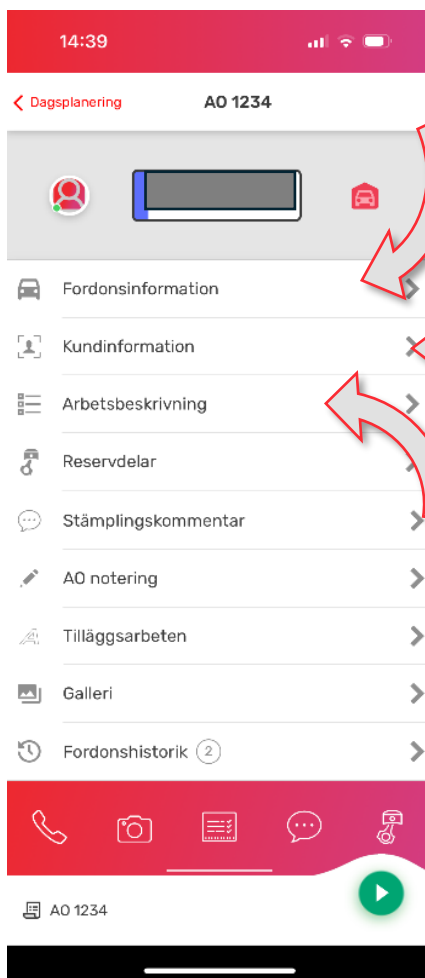 14:39
Dagsplanering
AO 1234
Fordonsinformation
Kundinformation
Arbetsbeskrivning
Reservdelar
Stämplingskommentar
AO notering
Tilläggsarbeten
Galleri
Fordonshistorik 2
AO 1234